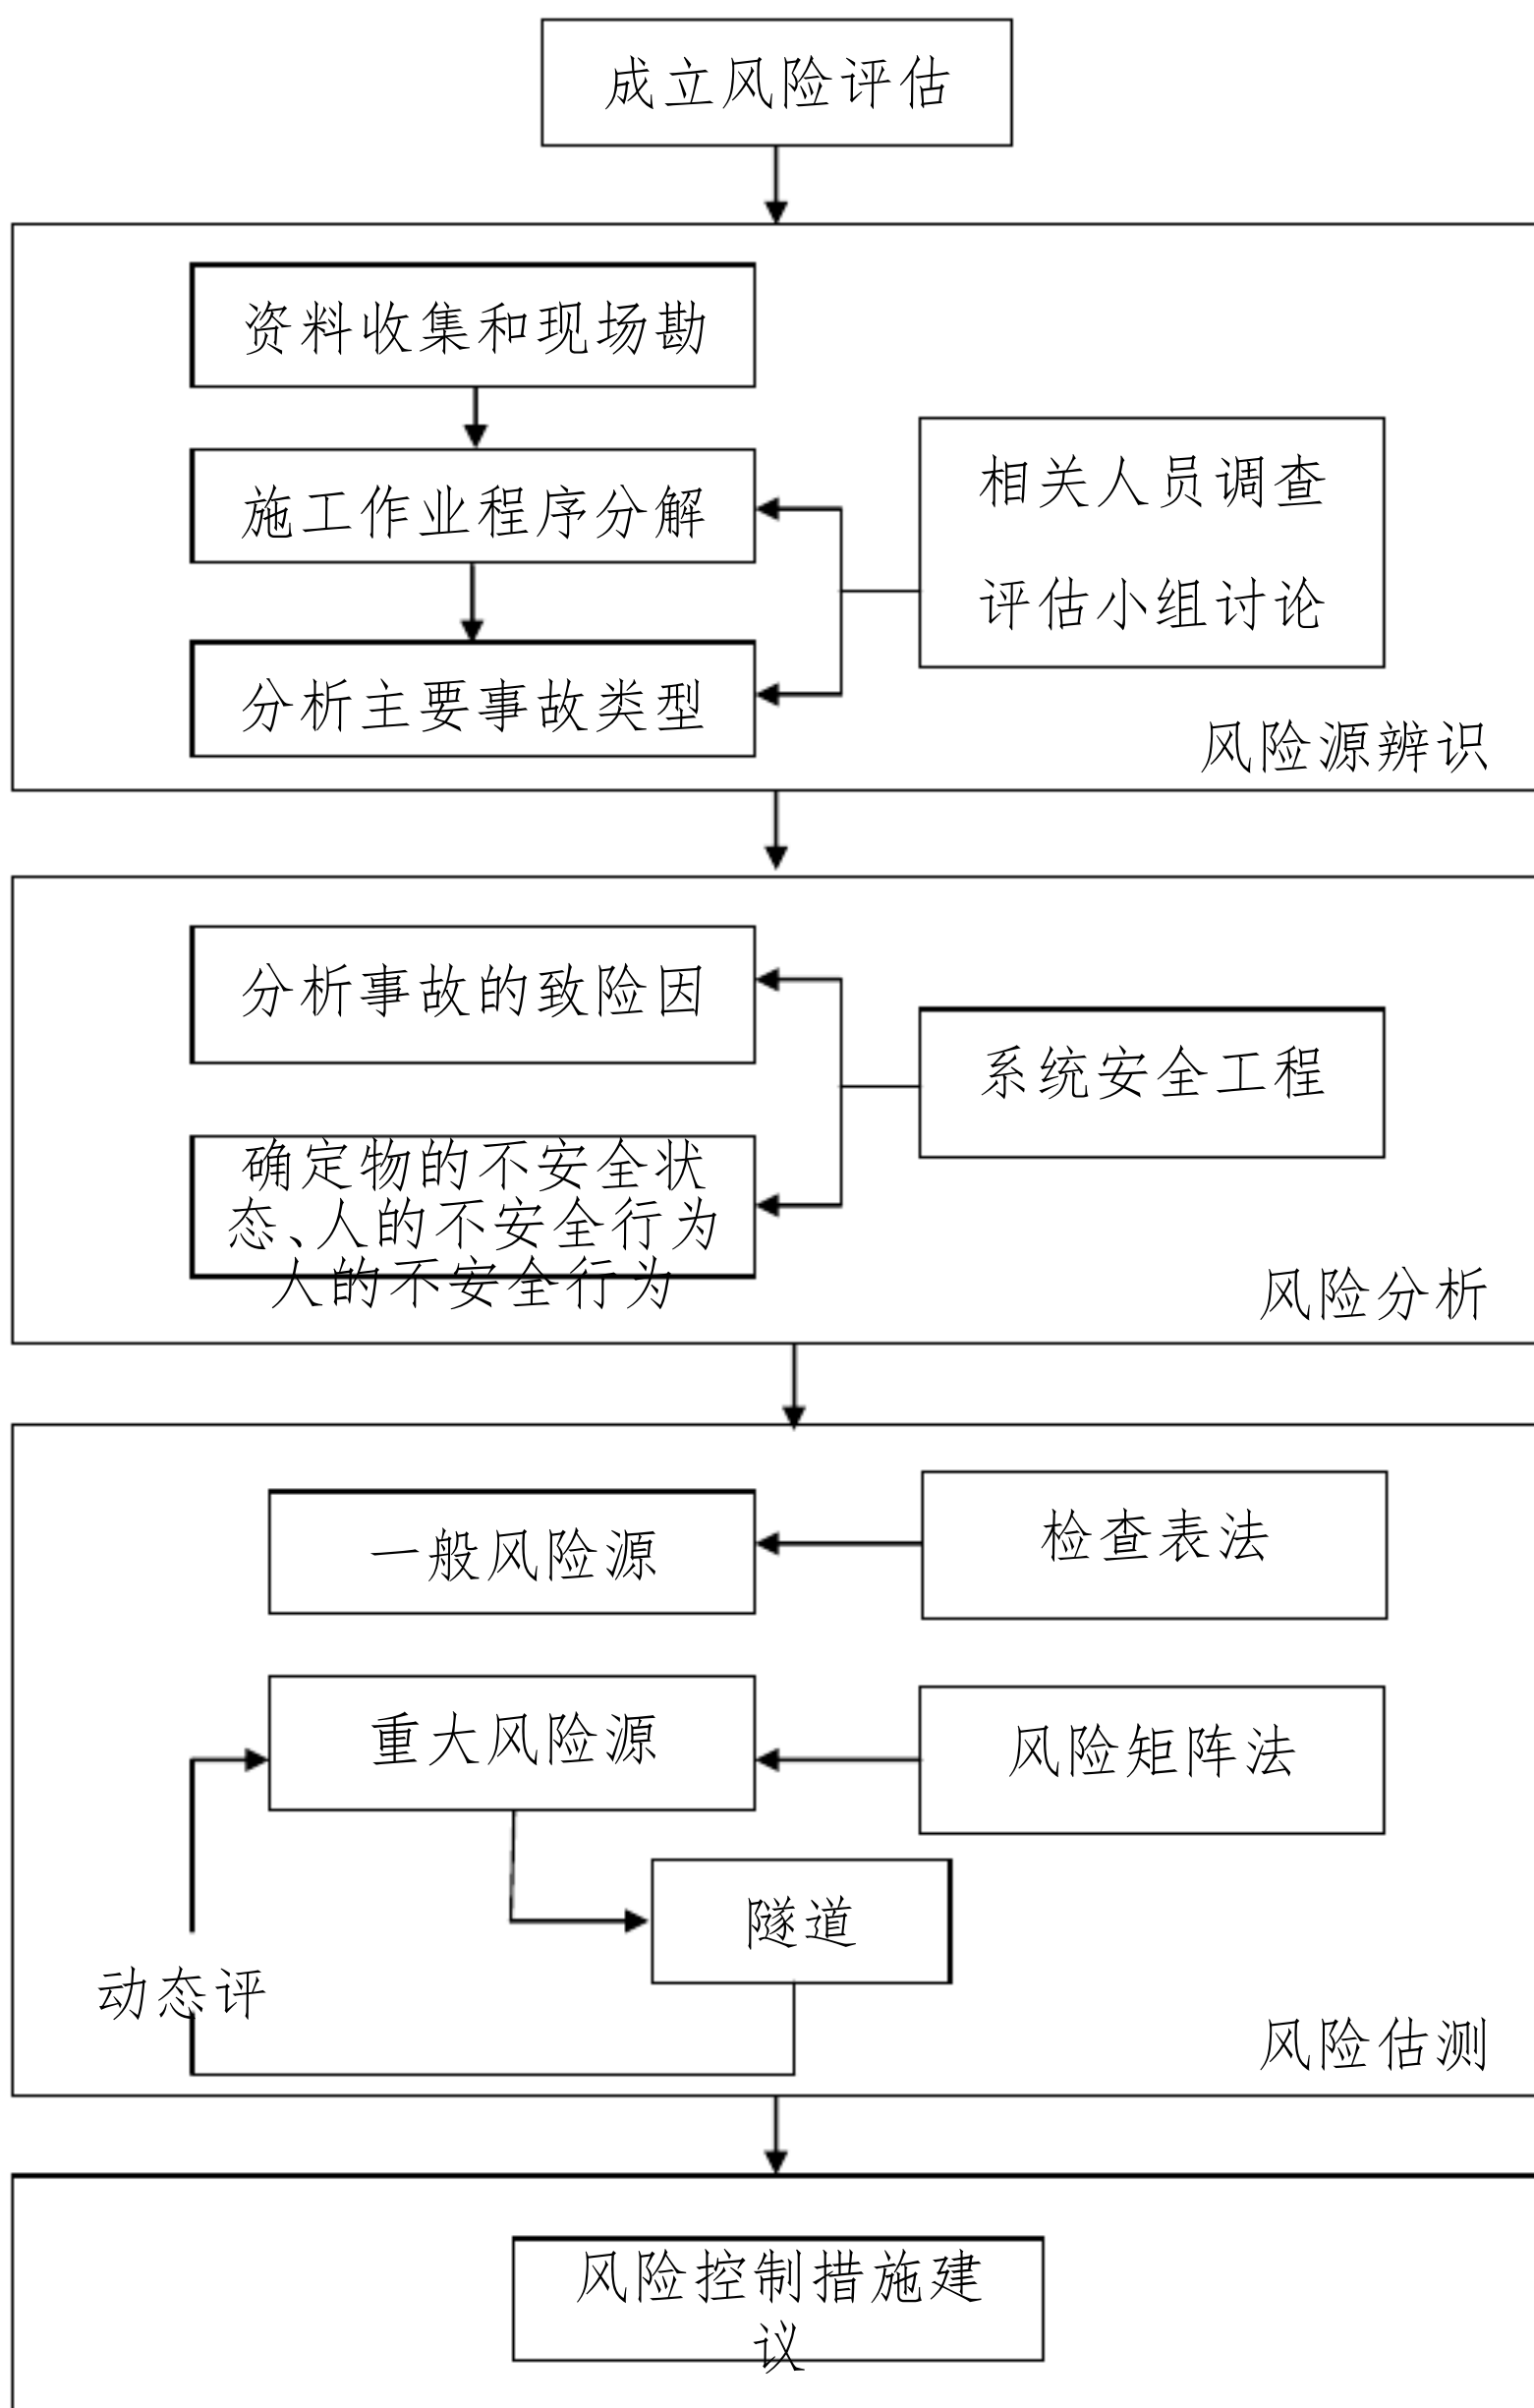 成立风险评估
资料收集和现场勘
施工作业程序分解
分析主要事故类型
相关人员调查
评估小组讨论
风险源辨识
分析事故的致险因
确定物的不安全状
态、人的不安全行为
人的不安全行为
系统安全工程
风险分析
一般风险源
检查表法
重大风险源
风险矩阵法
隧道
动态评
风险估测
风险控制措施建
议